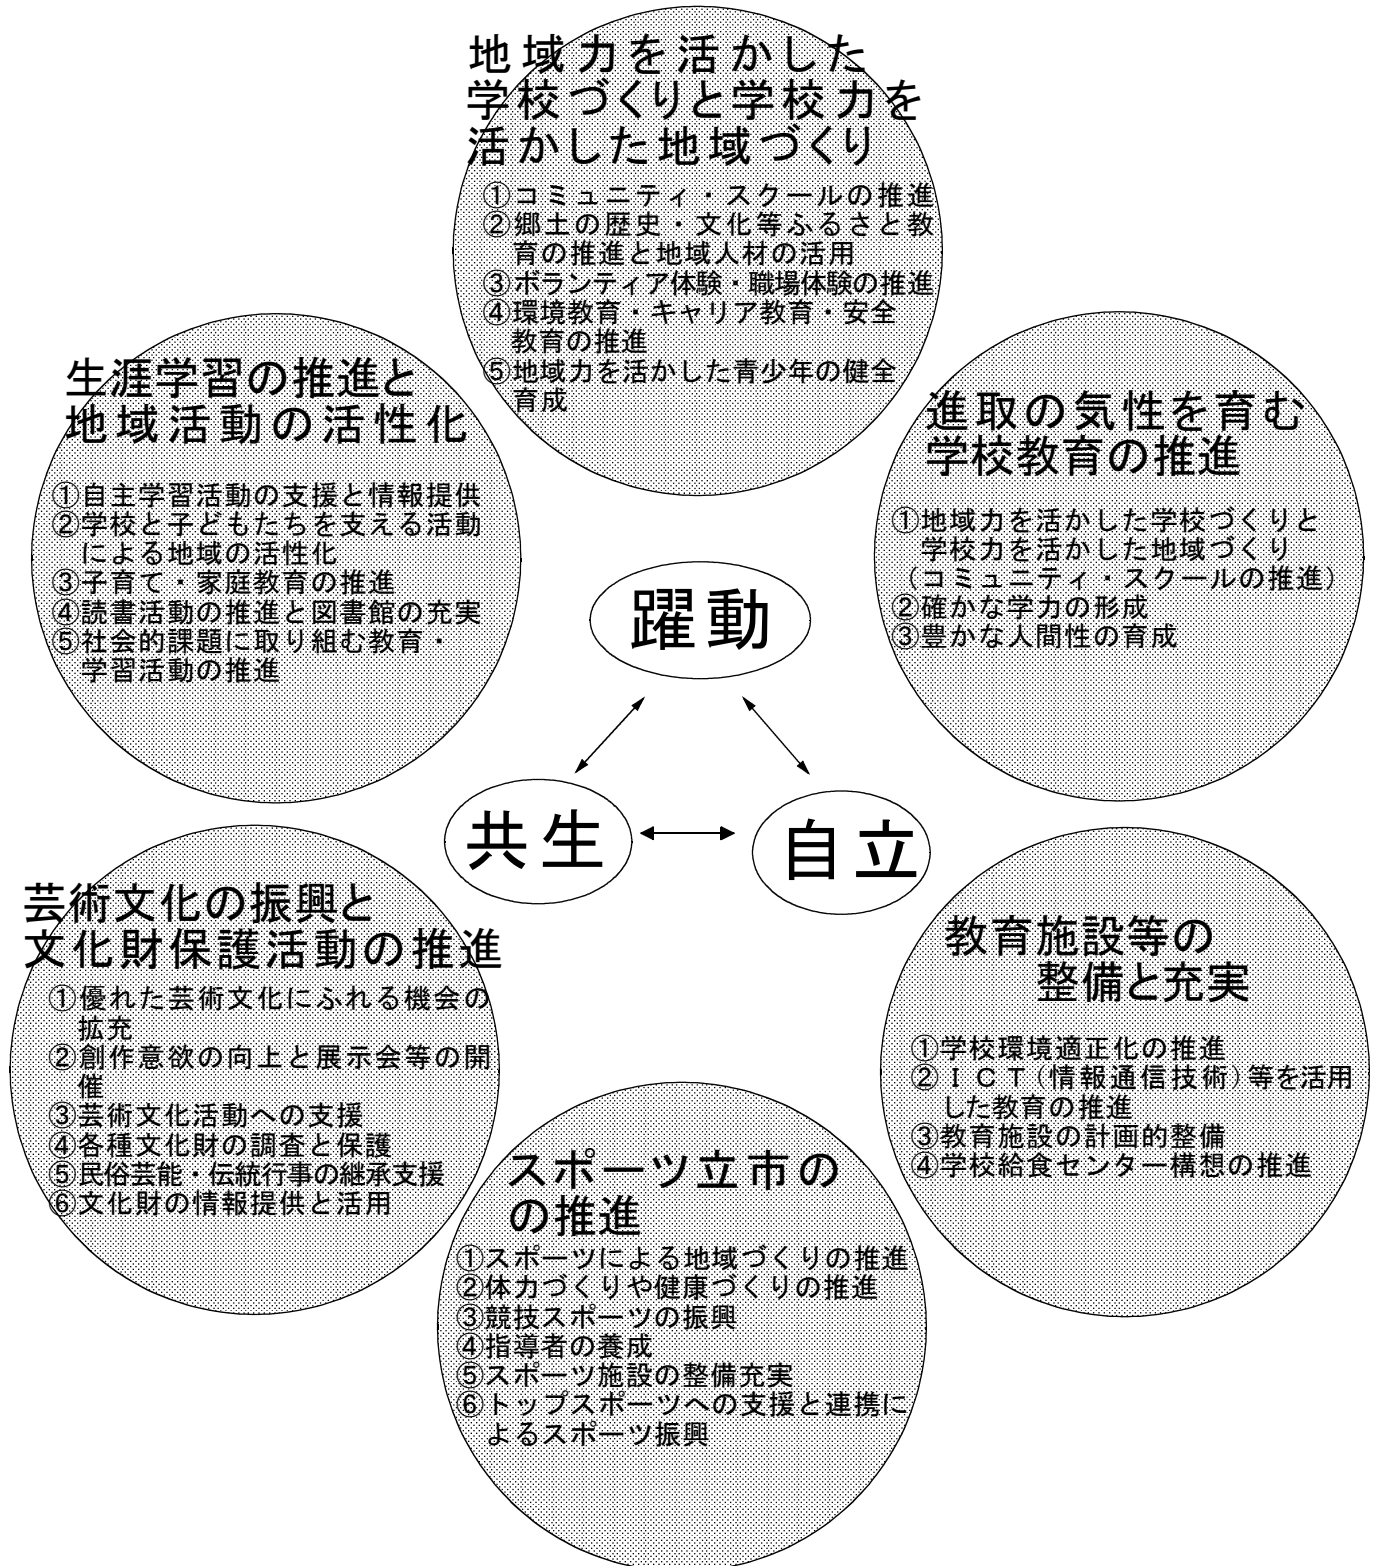 地域力を活かした
学校づくりと学校力を
活かした地域づくり
①コミュニティ・スクールの推進
②郷土の歴史・文化等ふるさと教
育の推進と地域人材の活用
③ボランティア体験・職場体験の推進
④環境教育・キャリア教育・安全
教育の推進
⑤地域力を活かした青少年の健全
育成
生涯学習の推進と
地域活動の活性化
①自主学習活動の支援と情報提供
②学校と子どもたちを支える活動
による地域の活性化
③子育て・家庭教育の推進
④読書活動の推進と図書館の充実
⑤社会的課題に取り組む教育・
学習活動の推進
進取の気性を育む
学校教育の推進
①地域力を活かした学校づくりと
学校力を活かした地域づくり
(コミュニティ・スクールの推進)
②確かな学力の形成
③豊かな人間性の育成
躍動
共生
自立
芸術文化の振興と
文化財保護活動の推進
①優れた芸術文化にふれる機会の
拡充
②創作意欲の向上と展示会等の開
催
③芸術文化活動への支援
④各種文化財の調査と保護
⑤民俗芸能・伝統行事の継承支援
⑥文化財の情報提供と活用
教育施設等の
整備と充実
①学校環境適正化の推進
②ＩＣＴ(情報通信技術)等を活用
した教育の推進
③教育施設の計画的整備
④学校給食センター構想の推進
スポーツ立市の
の推進
①スポーツによる地域づくりの推進
②体力づくりや健康づくりの推進
③競技スポーツの振興
④指導者の養成
⑤スポーツ施設の整備充実
⑥トップスポーツへの支援と連携に
よるスポーツ振興